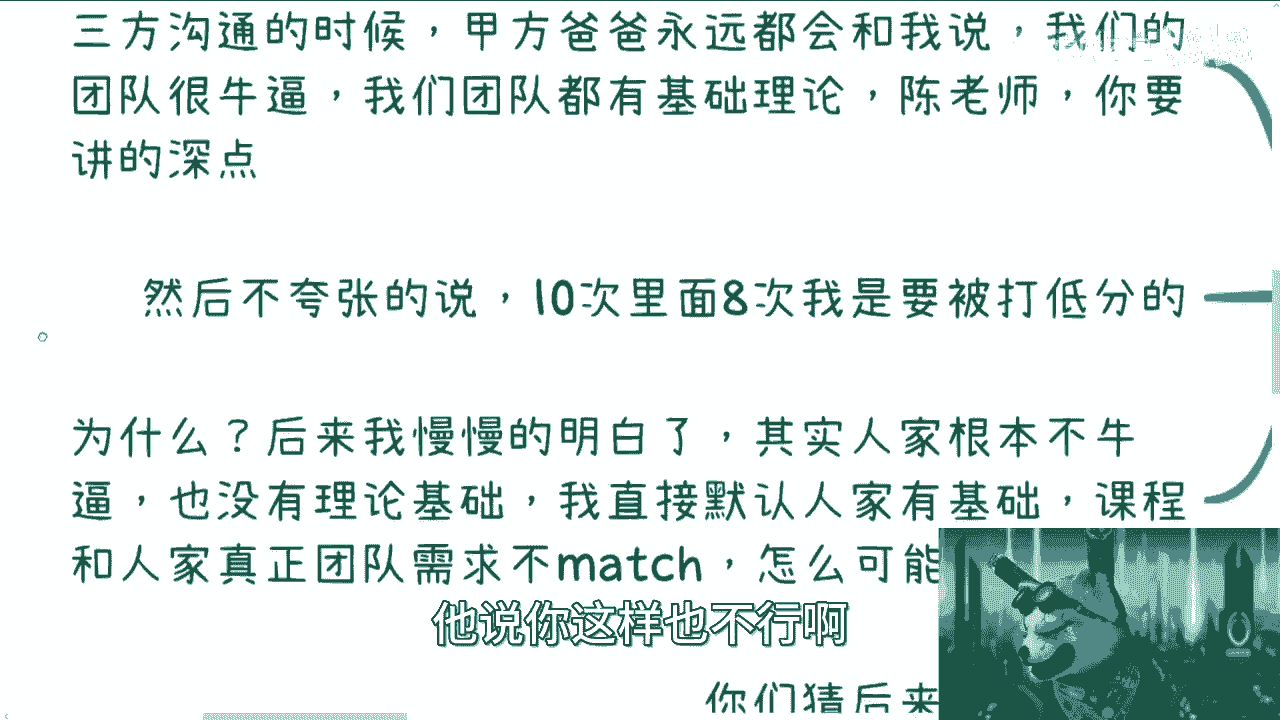 三方沟通的时候，甲方爸爸永远都会和我说，我们的
团队很牛逼，我们团队都有基础理论，陈老师，你要
讲的深点
然后不夸张的说，10次里面8次我是要被打低分的
为什么？后来我慢慢的明白了，其实人家根本不牛
逼，也没有理论基础，我直接默认人家有基础，课程
和人家真正团队需求不match，怎么可能
他说你这样也不行啊
你们猜后来